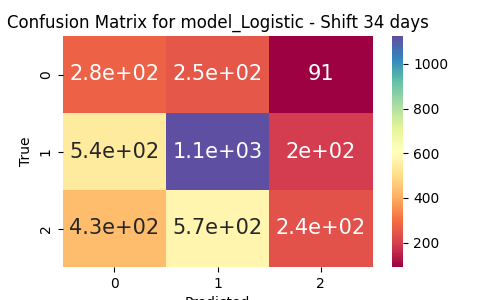 Confusion Matrix for model_Logistic - Shift 34 days
0 2.8e+02 2.5e+02 91
1 5.4e+02 1.1e+03 2e+02
2 4.3e+02 5.7e+02 2.4e+02
True
0 1 2
Predicted
1000
800
600
400
200